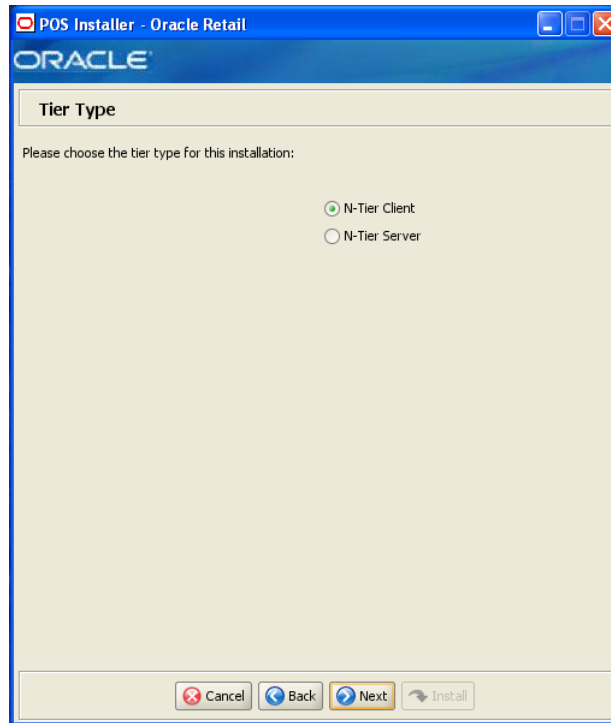 POS Installer - Oracle Retail
ORACLE
Tier Type
Please choose the tier type for this installation:
N-Tier Client
N-Tier Server
Cancel Back Next Install